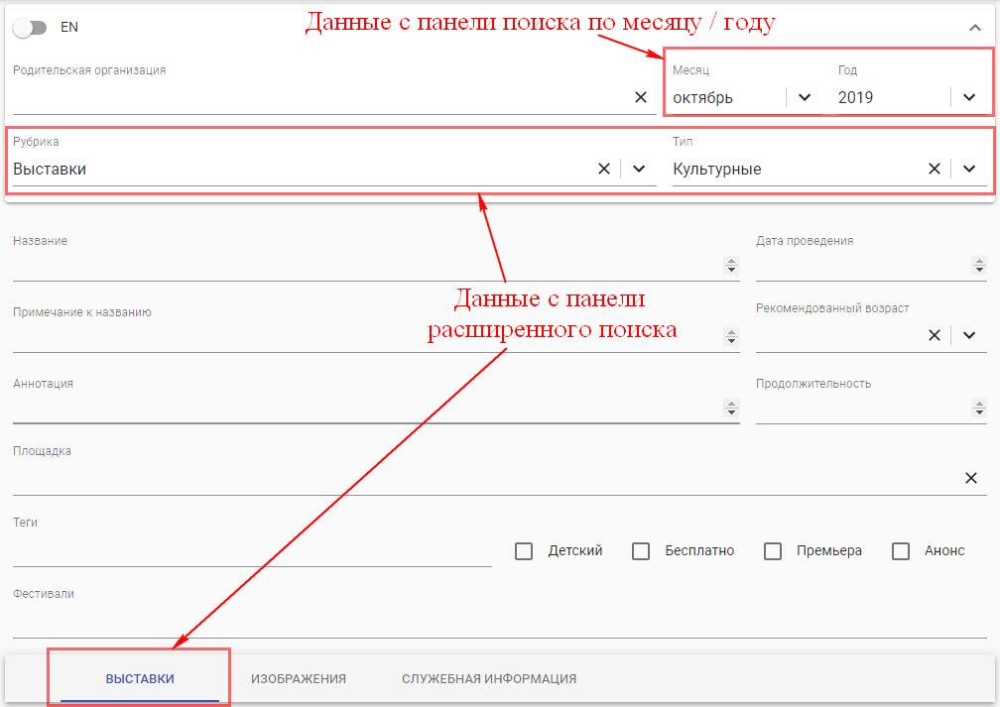 Данные с панели поиска по месяцу / году
EN
Родительская организация
Месяц
Год
октябрь
2019
Рубрика
Тип
Выставки
Культурные
Название
Дата проведения
Данные с панели
расширенного поиска
Примечание к названию
Рекомендованный возраст
Аннотация
Продолжительность
Площадка
Теги
Детский
Бесплатно
Премьера
Анонс
Фестивали
ВЫСТАВКИ
ИЗОБРАЖЕНИЯ
СЛУЖЕБНАЯ ИНФОРМАЦИЯ